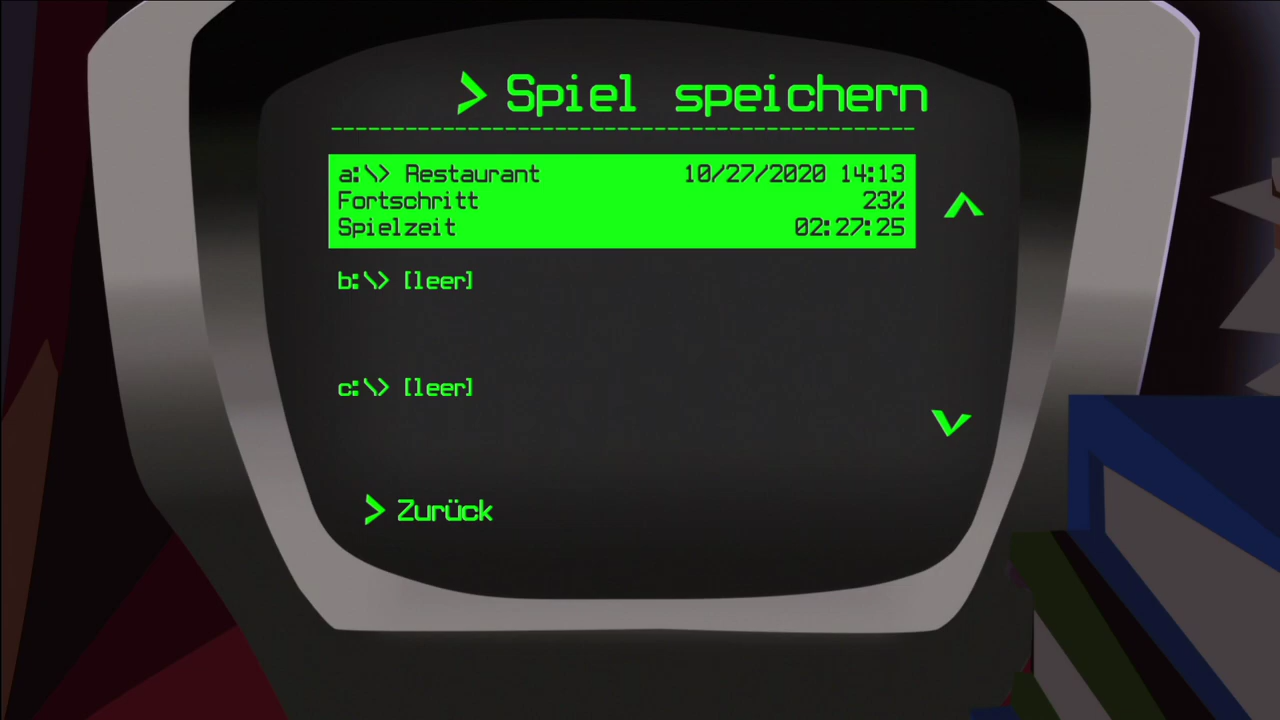 > Spiel speichern
a:\> Restaurant 10/27/2020 14:13
Fortschritt 23%
Spielzeit 02:27:25
b:\> [leer]
c:\> [leer]
> Zurück